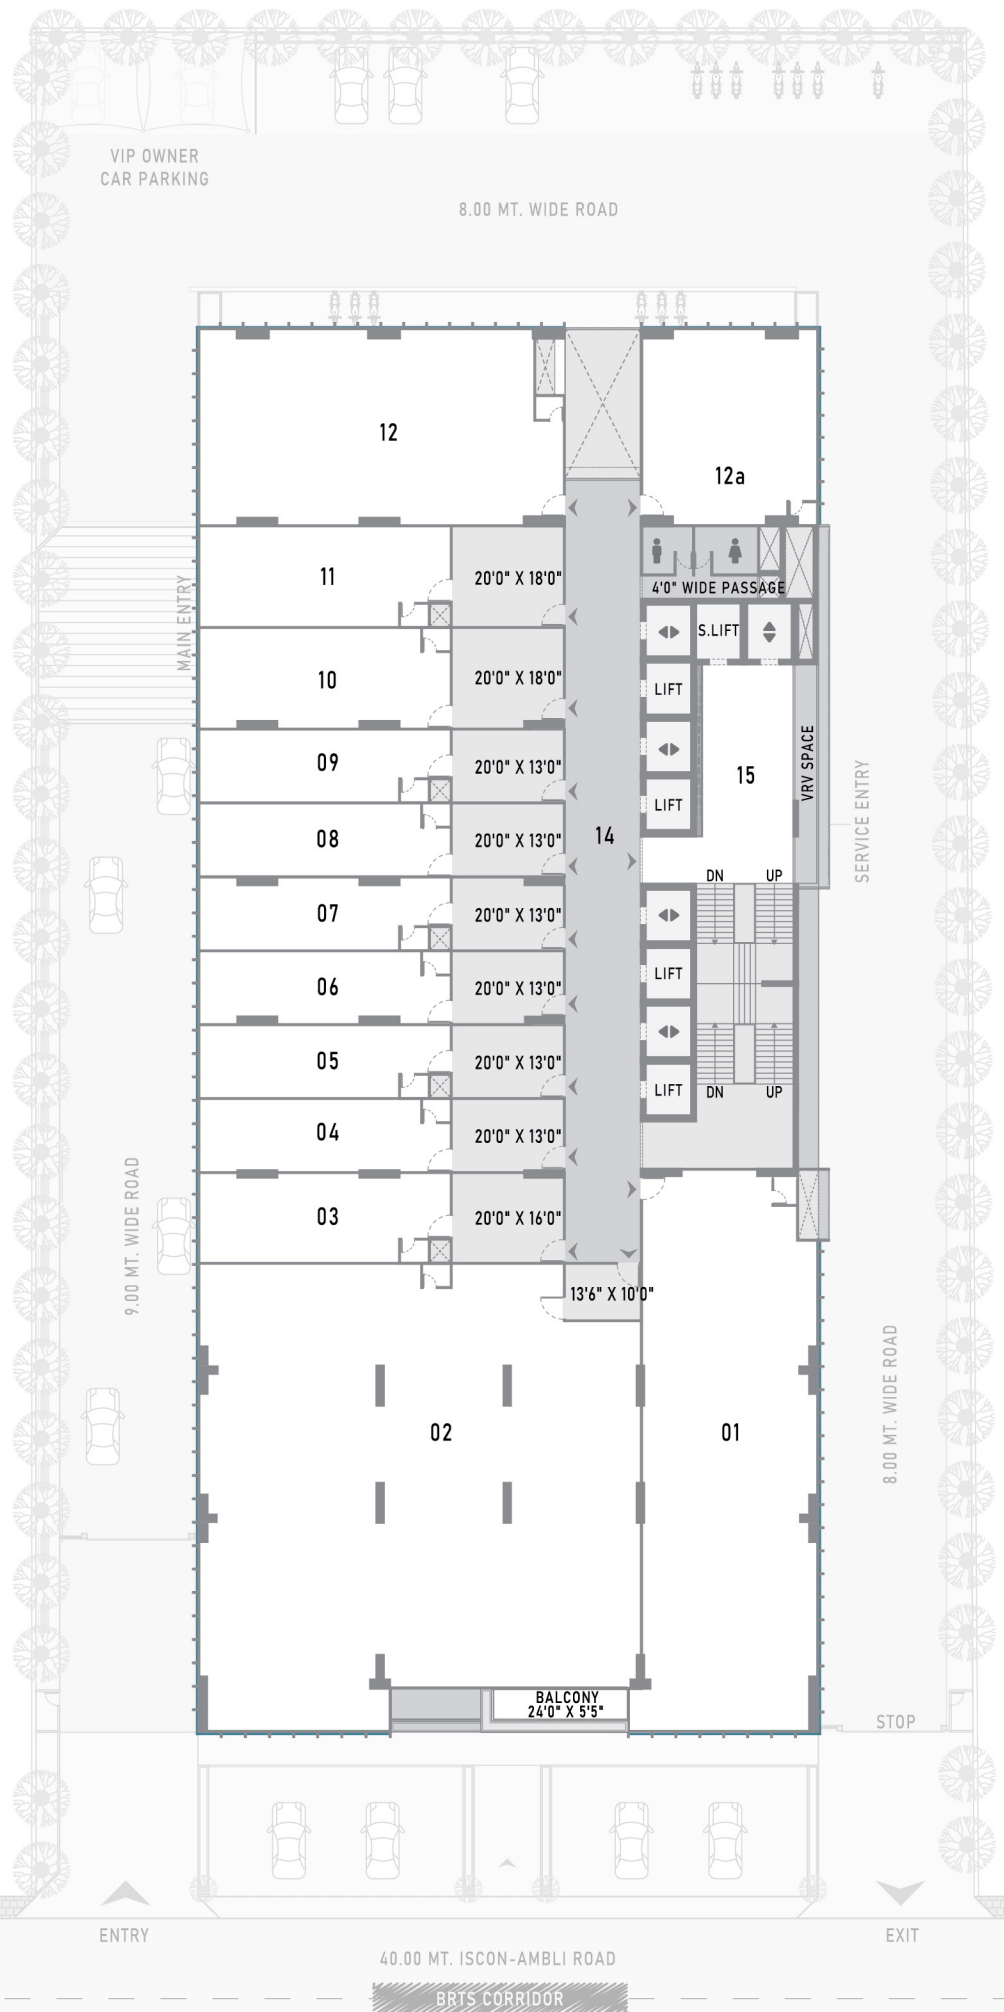 VIP OWNER
CAR PARKING
8.00 MT. WIDE ROAD
12
12a
11
20'0" X 18'0"
4'0" WIDE PASSAGE
MAIN ENTRY
S.LIFT
10
20'0" X 18'0"
LIFT
09
20'0" X 13'0"
15
VRV SPACE
LIFT
SERVICE ENTRY
08
20'0" X 13'0"
14
DN
UP
07
20'0" X 13'0"
06
20'0" X 13'0"
LIFT
05
20'0" X 13'0"
LIFT
DN
UP
04
20'0" X 13'0"
03
20'0" X 16'0"
9.00 MT. WIDE ROAD
13'6" X 10'0"
02
01
8.00 MT. WIDE ROAD
BALCONY
24'0" X 5'5"
STOP
ENTRY
EXIT
40.00 MT. ISCON-AMBLI ROAD
BRTS CORRIDOR